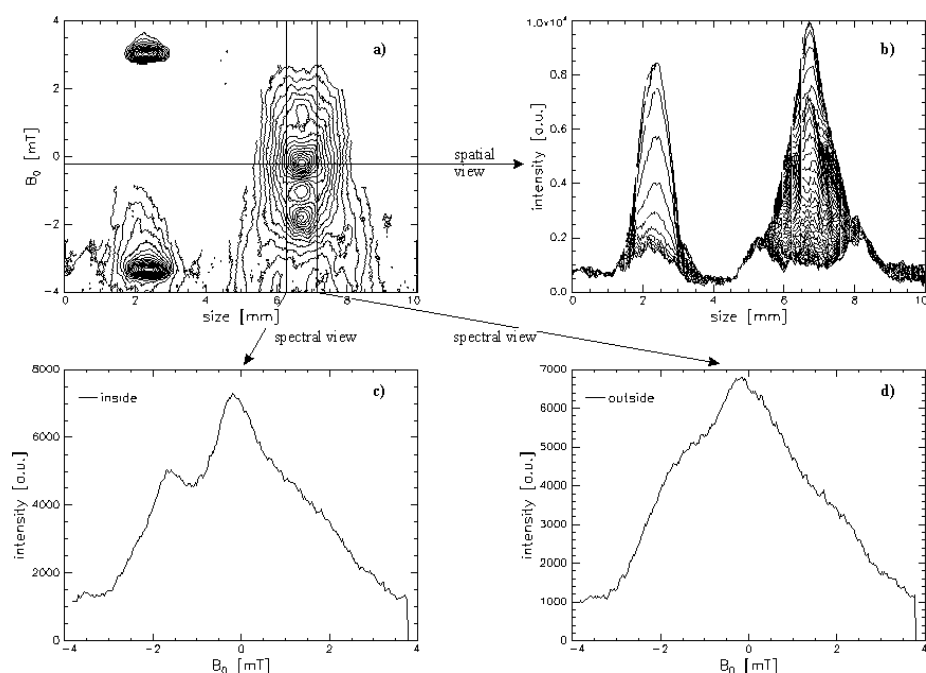 a)
4
2
0
−2
−4
B0 [mT]
0 2 4 6 8 10
size [mm]
spatial
view
b)
1.0×10⁴
0.8
0.6
0.4
0.2
0.0
intensity [a.u.]
0 2 4 6 8 10
size [mm]
spectral view
spectral view
c)
inside
8000
6000
4000
2000
0
intensity [a.u.]
−4 −2 0 2 4
B0 [mT]
d)
outside
7000
6000
5000
4000
3000
2000
1000
0
intensity [a.u.]
−4 −2 0 2 4
B0 [mT]